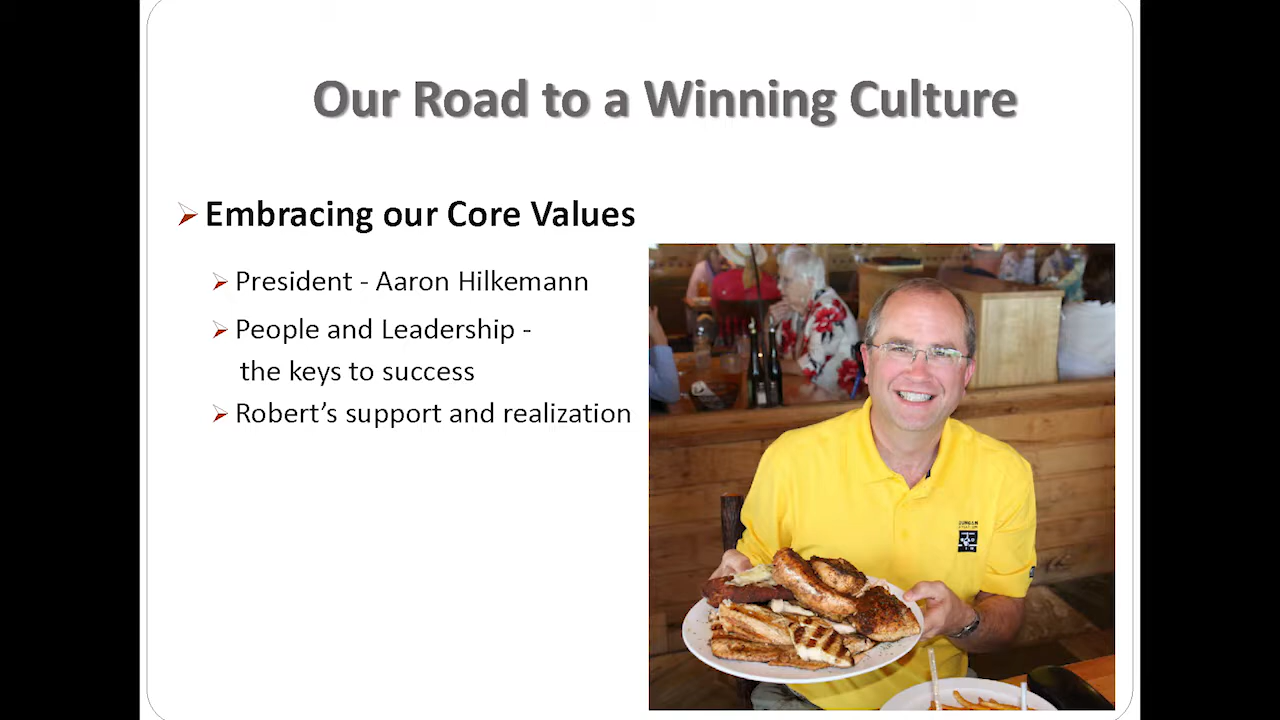 Our Road to a Winning Culture
Embracing our Core Values
President - Aaron Hilkemann
People and Leadership -
the keys to success
Robert’s support and realization